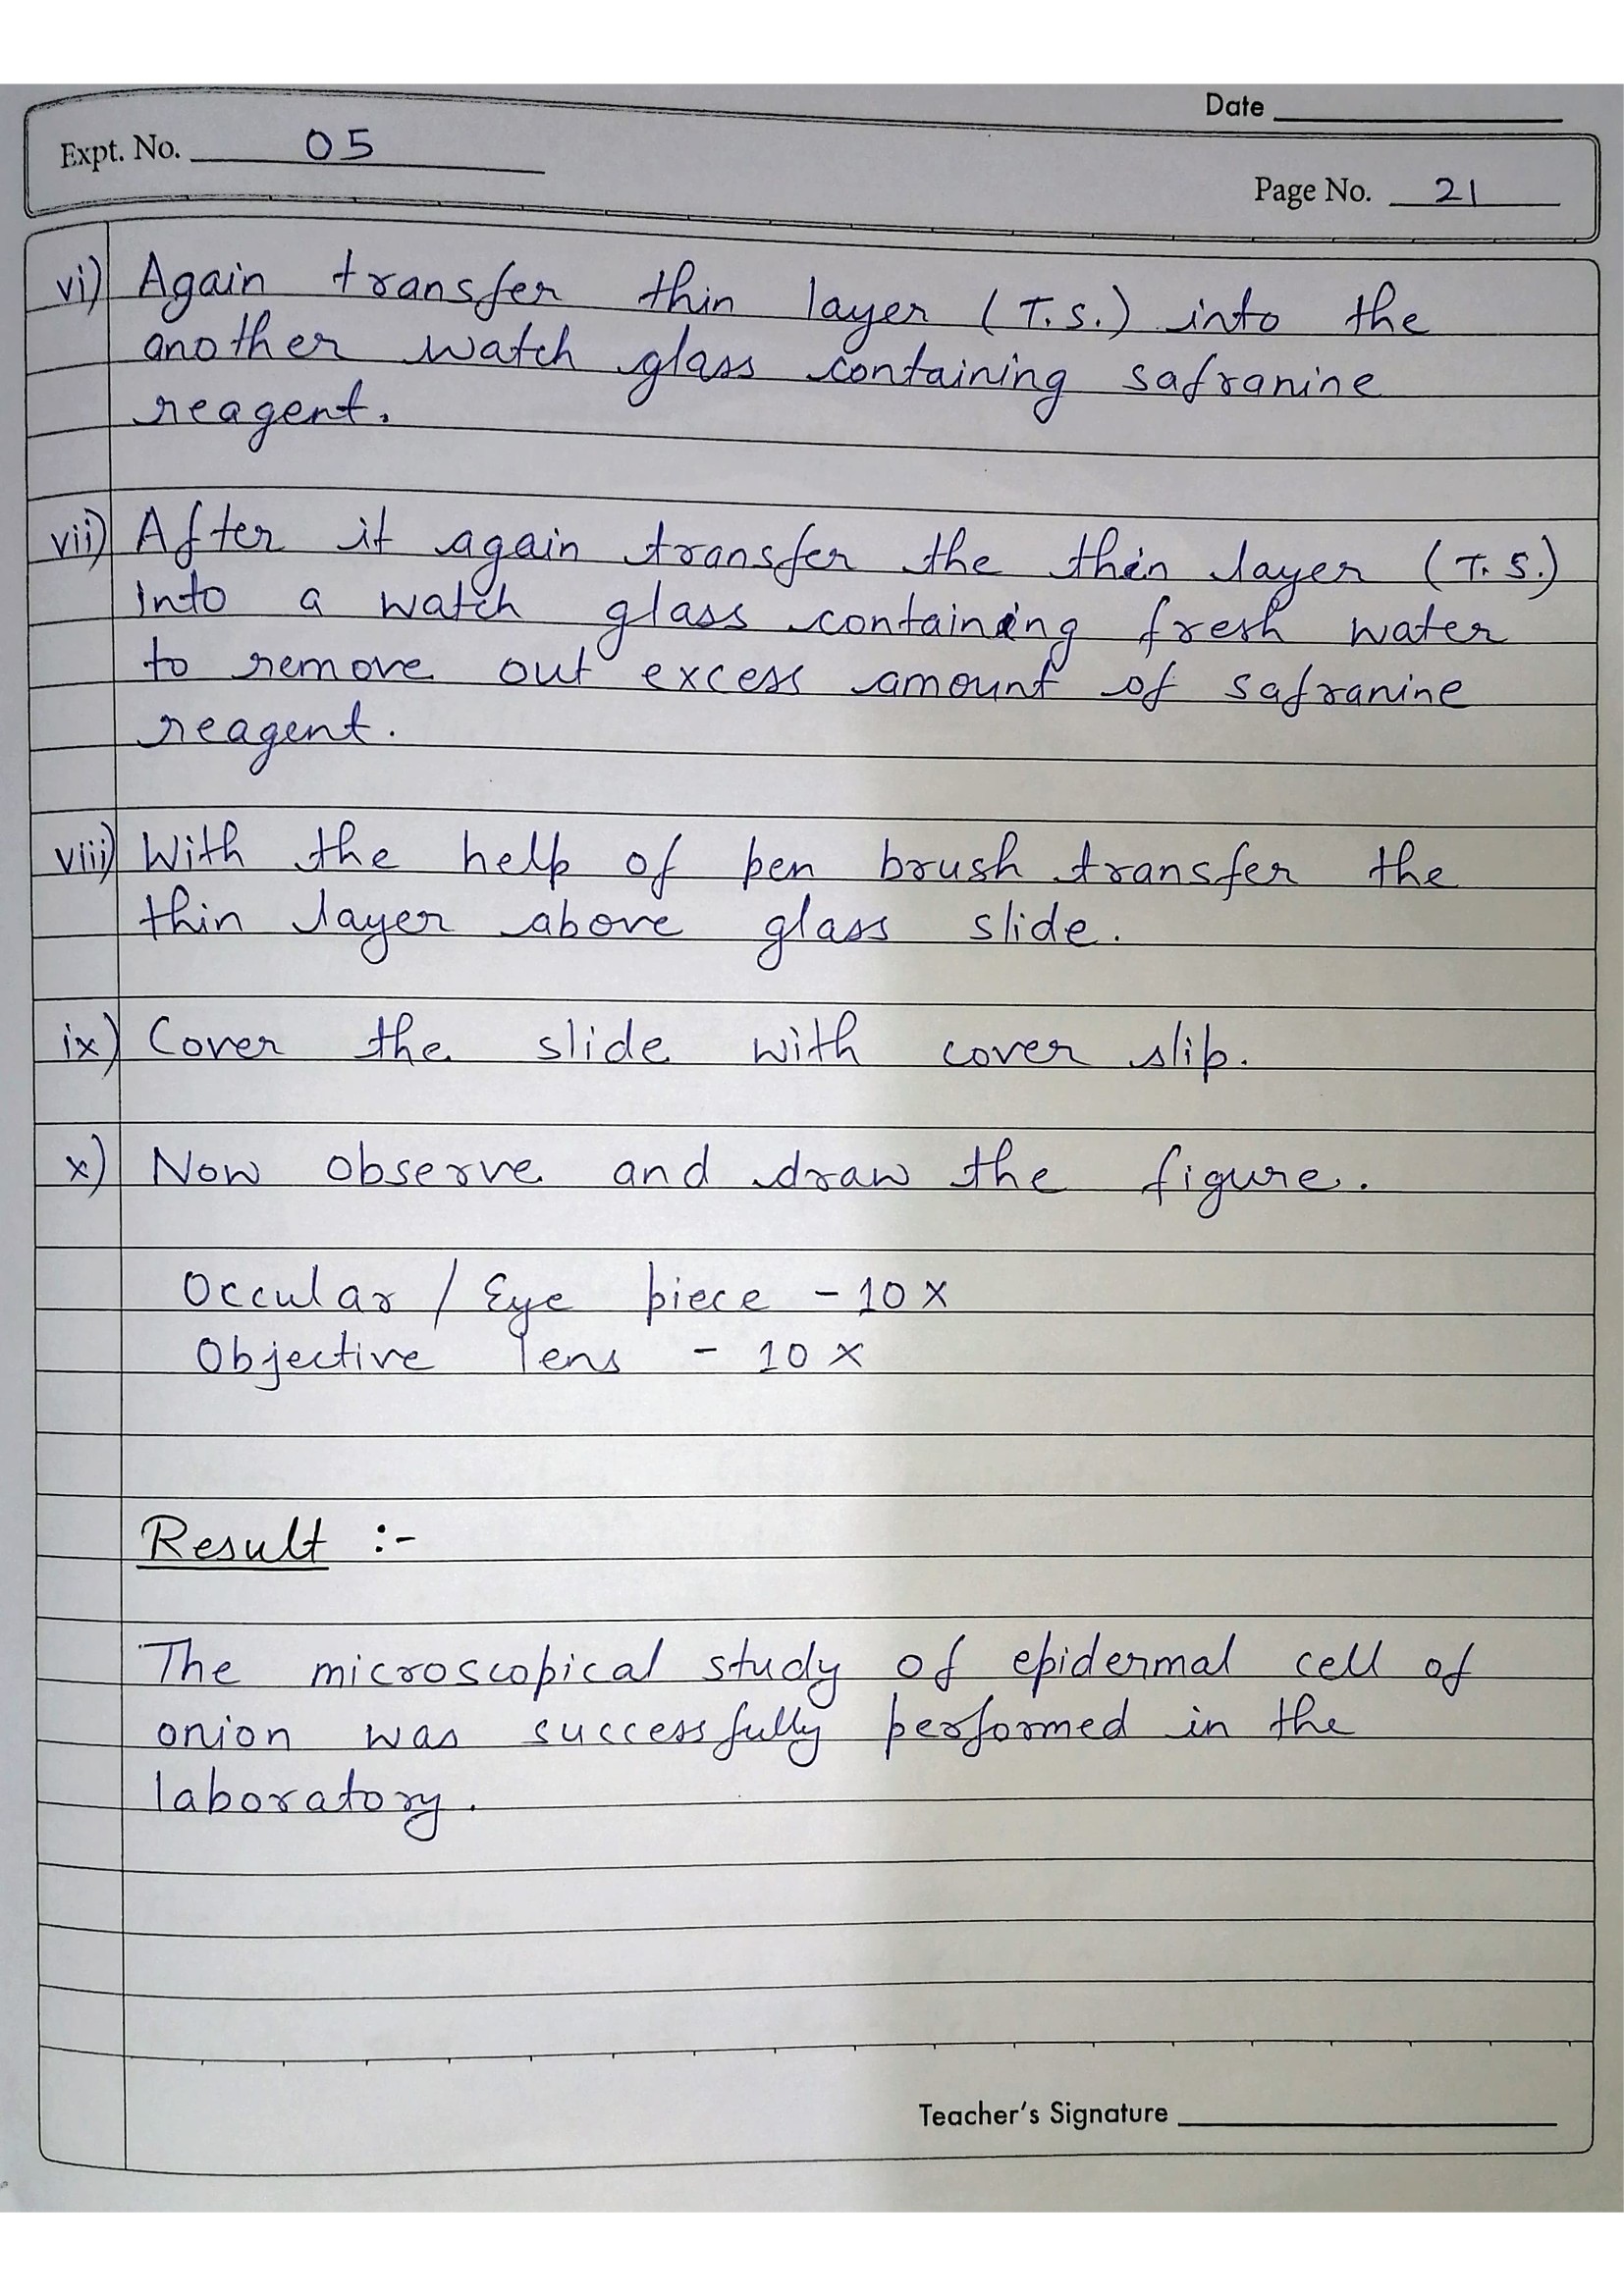 Date
Expt. No. 05
Page No. 21
vi) Again transfer thin layer (T.S.) into the
another watch glass containing safranine
reagent.
vii) After it again transfer the thin layer (T.S.)
into a watch glass containing fresh water
to remove out excess amount of safranine
reagent.
viii) With the help of pen brush transfer the
thin layer above glass slide.
ix) Cover the slide with cover slip.
x) Now observe and draw the figure.
Occular / Eye piece - 10 x
Objective lens - 10 x
Result :-
The microscopical study of epidermal cell of
onion was successfully performed in the
laboratory.
Teacher's Signature